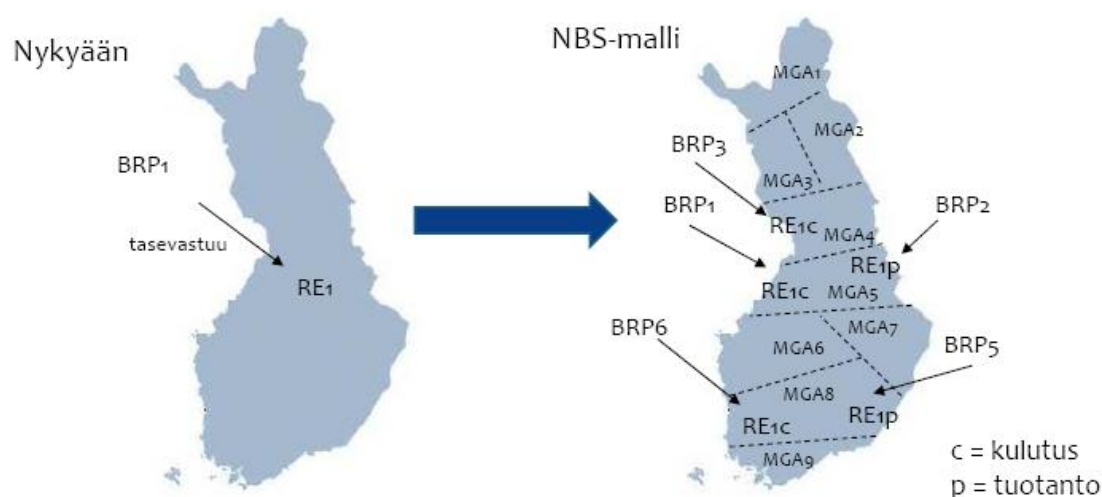 Nykyään
BRP1
tasevastuu
RE1
NBS-malli
MGA1
MGA2
BRP3
MGA3
BRP1
RE1c
MGA4
BRP2
RE1p
RE1c
MGA5
BRP6
MGA7
MGA6
BRP5
MGA8
RE1c
RE1p
MGA9
c = kulutus
p = tuotanto